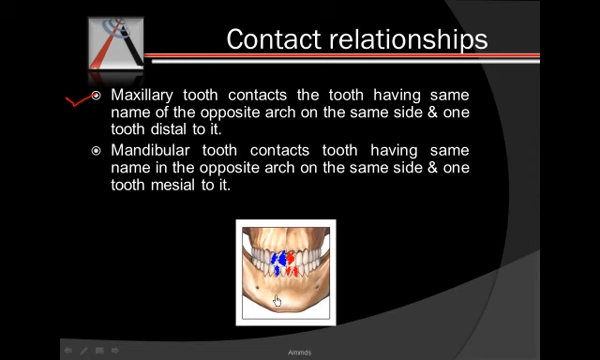 Contact relationships
Maxillary tooth contacts the tooth having same
name of the opposite arch on the same side & one
tooth distal to it.
Mandibular tooth contacts tooth having same
name in the opposite arch on the same side & one
tooth mesial to it.
Aimmds